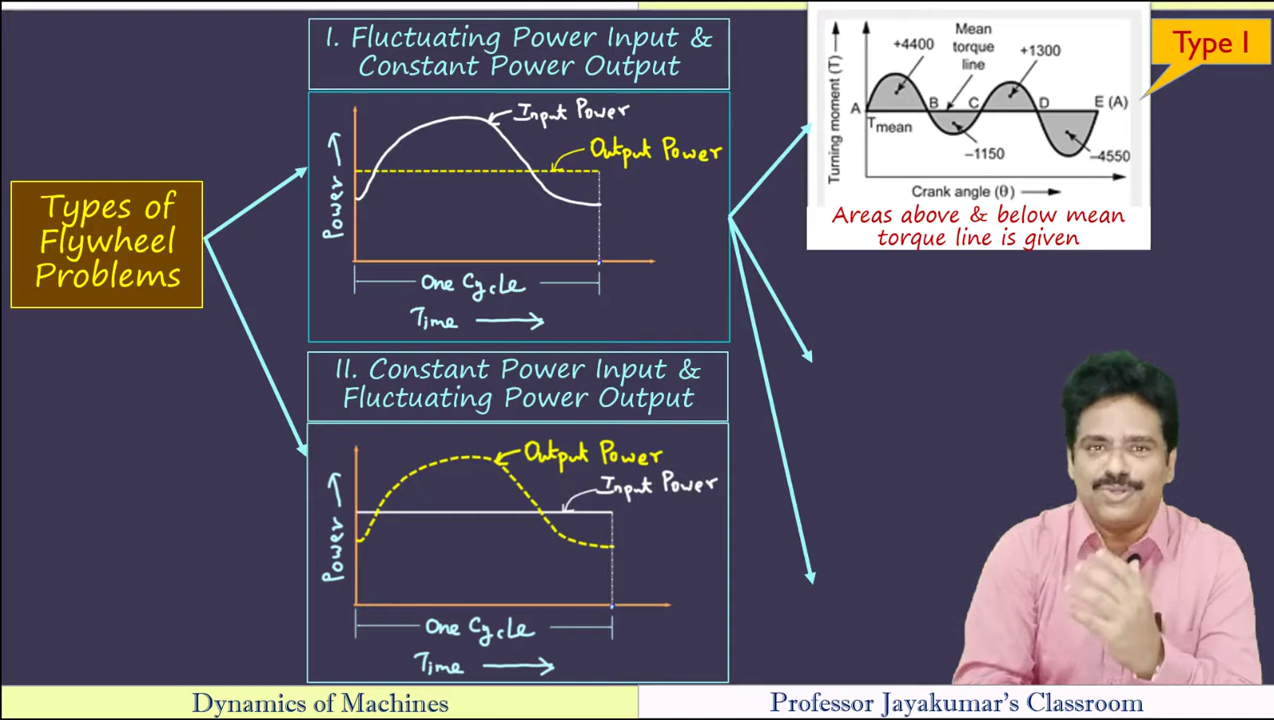 Types of
Flywheel
Problems
I. Fluctuating Power Input &
Constant Power Output
Input Power
Output Power
Power
One Cycle
Time
II. Constant Power Input &
Fluctuating Power Output
Output Power
Input Power
Power
One Cycle
Time
Type I
Turning moment (T)
+4400
Mean
torque
line
+1300
A
B
C
D
E (A)
Tmean
–1150
–4550
Crank angle (θ)
Areas above & below mean
torque line is given
Dynamics of Machines
Professor Jayakumar's Classroom